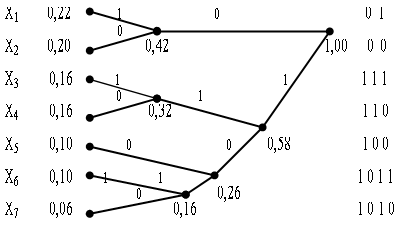 X1 0,22 1 0 0 1
X2 0,20 0 0,42 1,00 0 0
X3 0,16 1 1 1 1 1
X4 0,16 0 0,32 1 1 1 0
X5 0,10 0 0 0,58 1 0 0
X6 0,10 1 1 0,26 1 0 1 1
X7 0,06 0 0,16 1 0 1 0